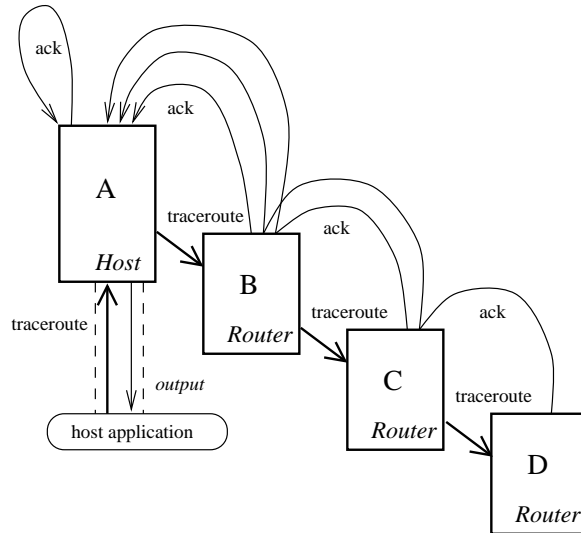 ack
A
ack
Host
traceroute
B
ack
Router
traceroute
traceroute
C
ack
output
Router
traceroute
host application
D
Router